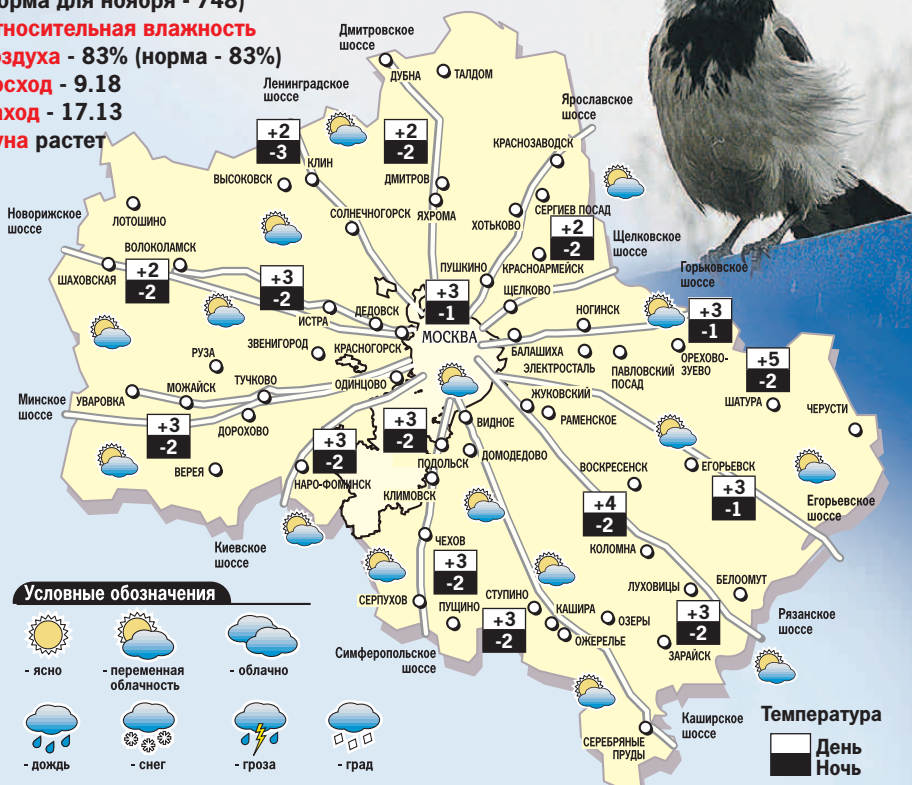 орма для ноября - 748)
тносительная влажность
здуха - 83% (норма - 83%)
сход - 9.18
ход - 17.13
на растет
Дмитровское
шоссе
ДУБНА
ТАЛДОМ
Ленинградское
шоссе
Ярославское
шоссе
+2
-3
+2
-2
КРАСНОЗАВОДСК
КЛИН
ВЫСОКОВСК
ДМИТРОВ
ЛОТОШИНО
СОЛНЕЧНОГОРСК
ЯХРОМА
ХОТЬКОВО
СЕРГИЕВ ПОСАД
Новорижское
шоссе
+2
-2
Щелковское
шоссе
ВОЛОКОЛАМСК
ШАХОВСКАЯ
+2
-2
+3
-2
ПУШКИНО
КРАСНОАРМЕЙСК
Горьковское
шоссе
+3
-1
ЩЕЛКОВО
ИСТРА
ДЕДОВСК
НОГИНСК
+3
-1
МОСКВА
ЗВЕНИГОРОД
КРАСНОГОРСК
БАЛАШИХА
ЭЛЕКТРОСТАЛЬ
ПАВЛОВСКИЙ
ПОСАД
ОРЕХОВО-
ЗУЕВО
+5
-2
РУЗА
ТУЧКОВО
ОДИНЦОВО
МОЖАЙСК
УВАРОВКА
ЖУКОВСКИЙ
РАМЕНСКОЕ
ШАТУРА
ЧЕРУСТИ
Минское
шоссе
+3
-2
ДОРОХОВО
+3
-2
ВИДНОЕ
ДОМОДЕДОВО
+3
-2
ВЕРЕЯ
НАРО-ФОМИНСК
ПОДОЛЬСК
КЛИМОВСК
ВОСКРЕСЕНСК
ЕГОРЬЕВСК
+3
-1
Егорьевское
шоссе
+4
-2
Киевское
шоссе
ЧЕХОВ
КОЛОМНА
+3
-2
ЛУХОВИЦЫ
БЕЛООМУТ
СЕРПУХОВ
ПУЩИНО
СТУПИНО
КАШИРА
ОЗЕРЫ
+3
-2
+3
-2
Рязанское
шоссе
ОЖЕРЕЛЬЕ
ЗАРАЙСК
Симферопольское
шоссе
Каширское
шоссе
СЕРЕБРЯНЫЕ
ПРУДЫ
Условные обозначения
- ясно
- переменная
облачность
- облачно
- дождь
- снег
- гроза
- град
Температура
День
Ночь